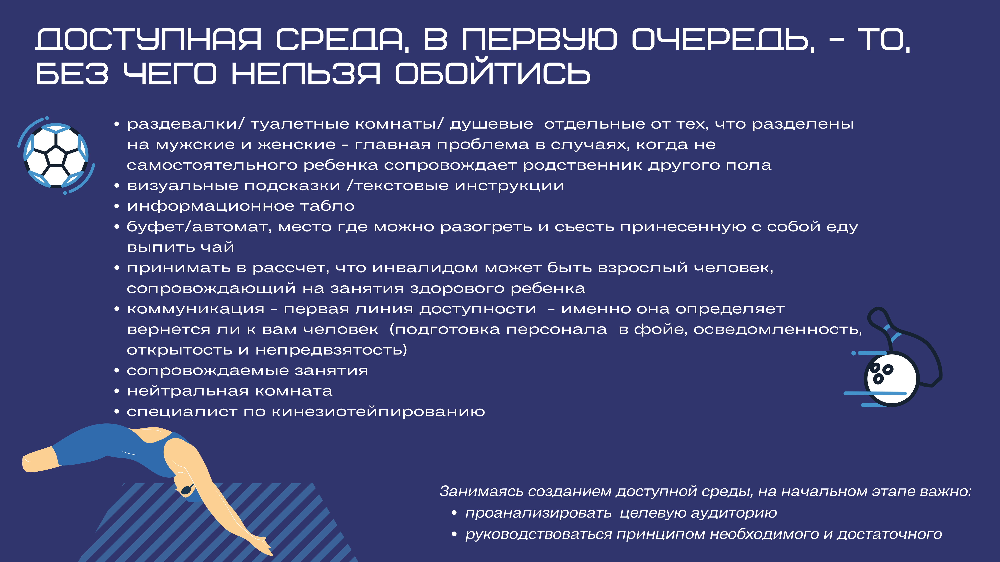 ДОСТУПНАЯ СРЕДА, В ПЕРВУЮ ОЧЕРЕДЬ, - ТО,
БЕЗ ЧЕГО НЕЛЬЗЯ ОБОЙТИСЬ
• раздевалки/ туалетные комнаты/ душевые  отдельные от тех, что разделены
на мужские и женские - главная проблема в случаях, когда не
самостоятельного ребенка сопровождает родственник другого пола
• визуальные подсказки /текстовые инструкции
• информационное табло
• буфет/автомат, место где можно разогреть и съесть принесенную с собой еду
выпить чай
• принимать в рассчет, что инвалидом может быть взрослый человек,
сопровождающий на занятия здорового ребенка
• коммуникация - первая линия доступности  - именно она определяет
вернется ли к вам человек  (подготовка персонала  в фойе, осведомленность,
открытость и непредвзятость)
• сопровождаемые занятия
• нейтральная комната
• специалист по кинезиотейпированию
Занимаясь созданием доступной среды, на начальном этапе важно:
• проанализировать  целевую аудиторию
• руководствоваться принципом необходимого и достаточного